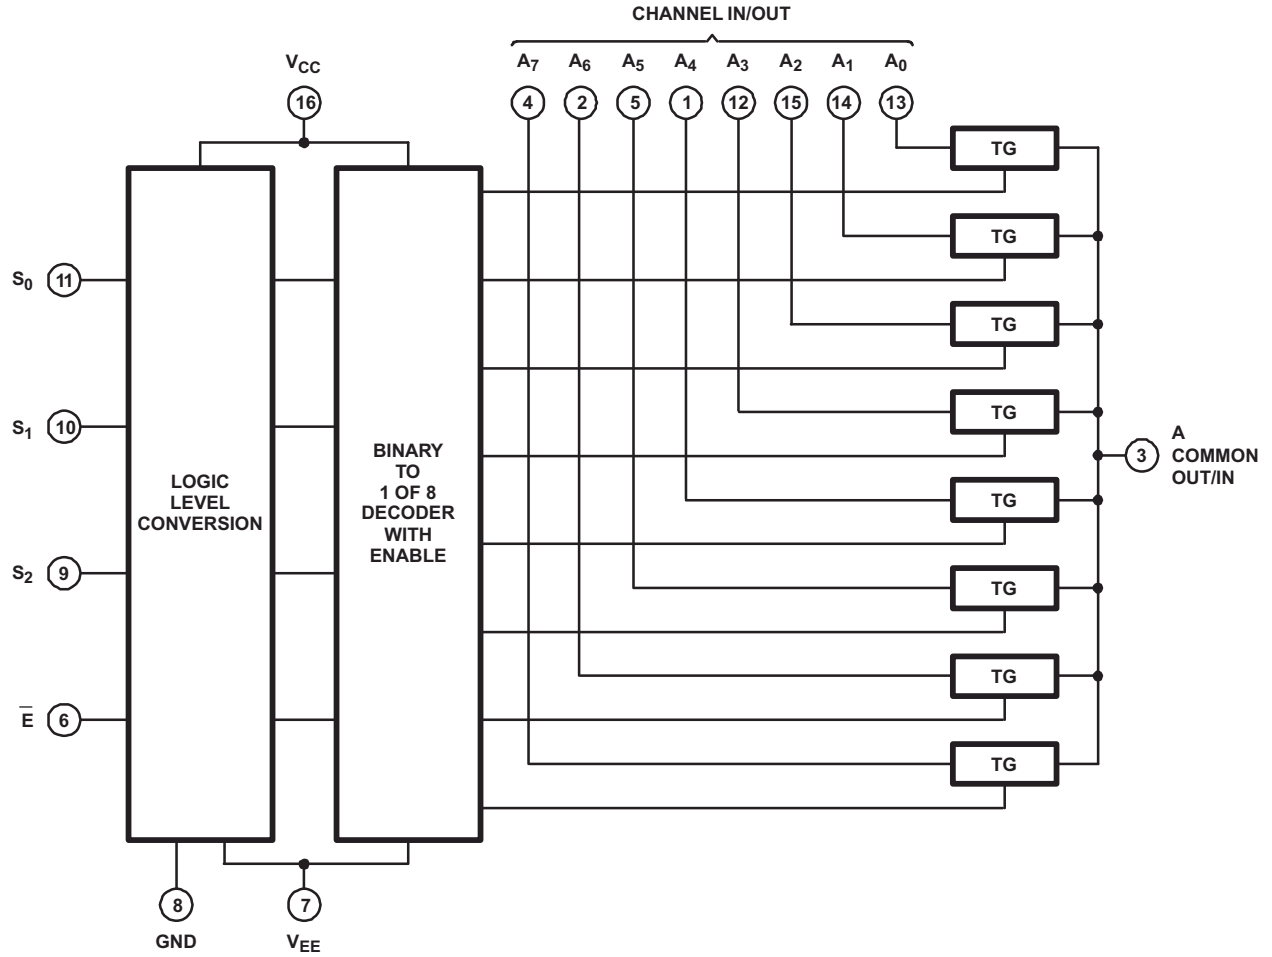 CHANNEL IN/OUT
VCC
A7 A6 A5 A4 A3 A2 A1 A0
16
4 2 5 1 12 15 14 13
TG
TG
S0 11
TG
TG
S1 10
A
COMMON
OUT/IN
3
LOGIC
LEVEL
CONVERSION
BINARY
TO
1 OF 8
DECODER
WITH
ENABLE
TG
S2 9
TG
TG
E̅ 6
TG
8
7
GND
VEE